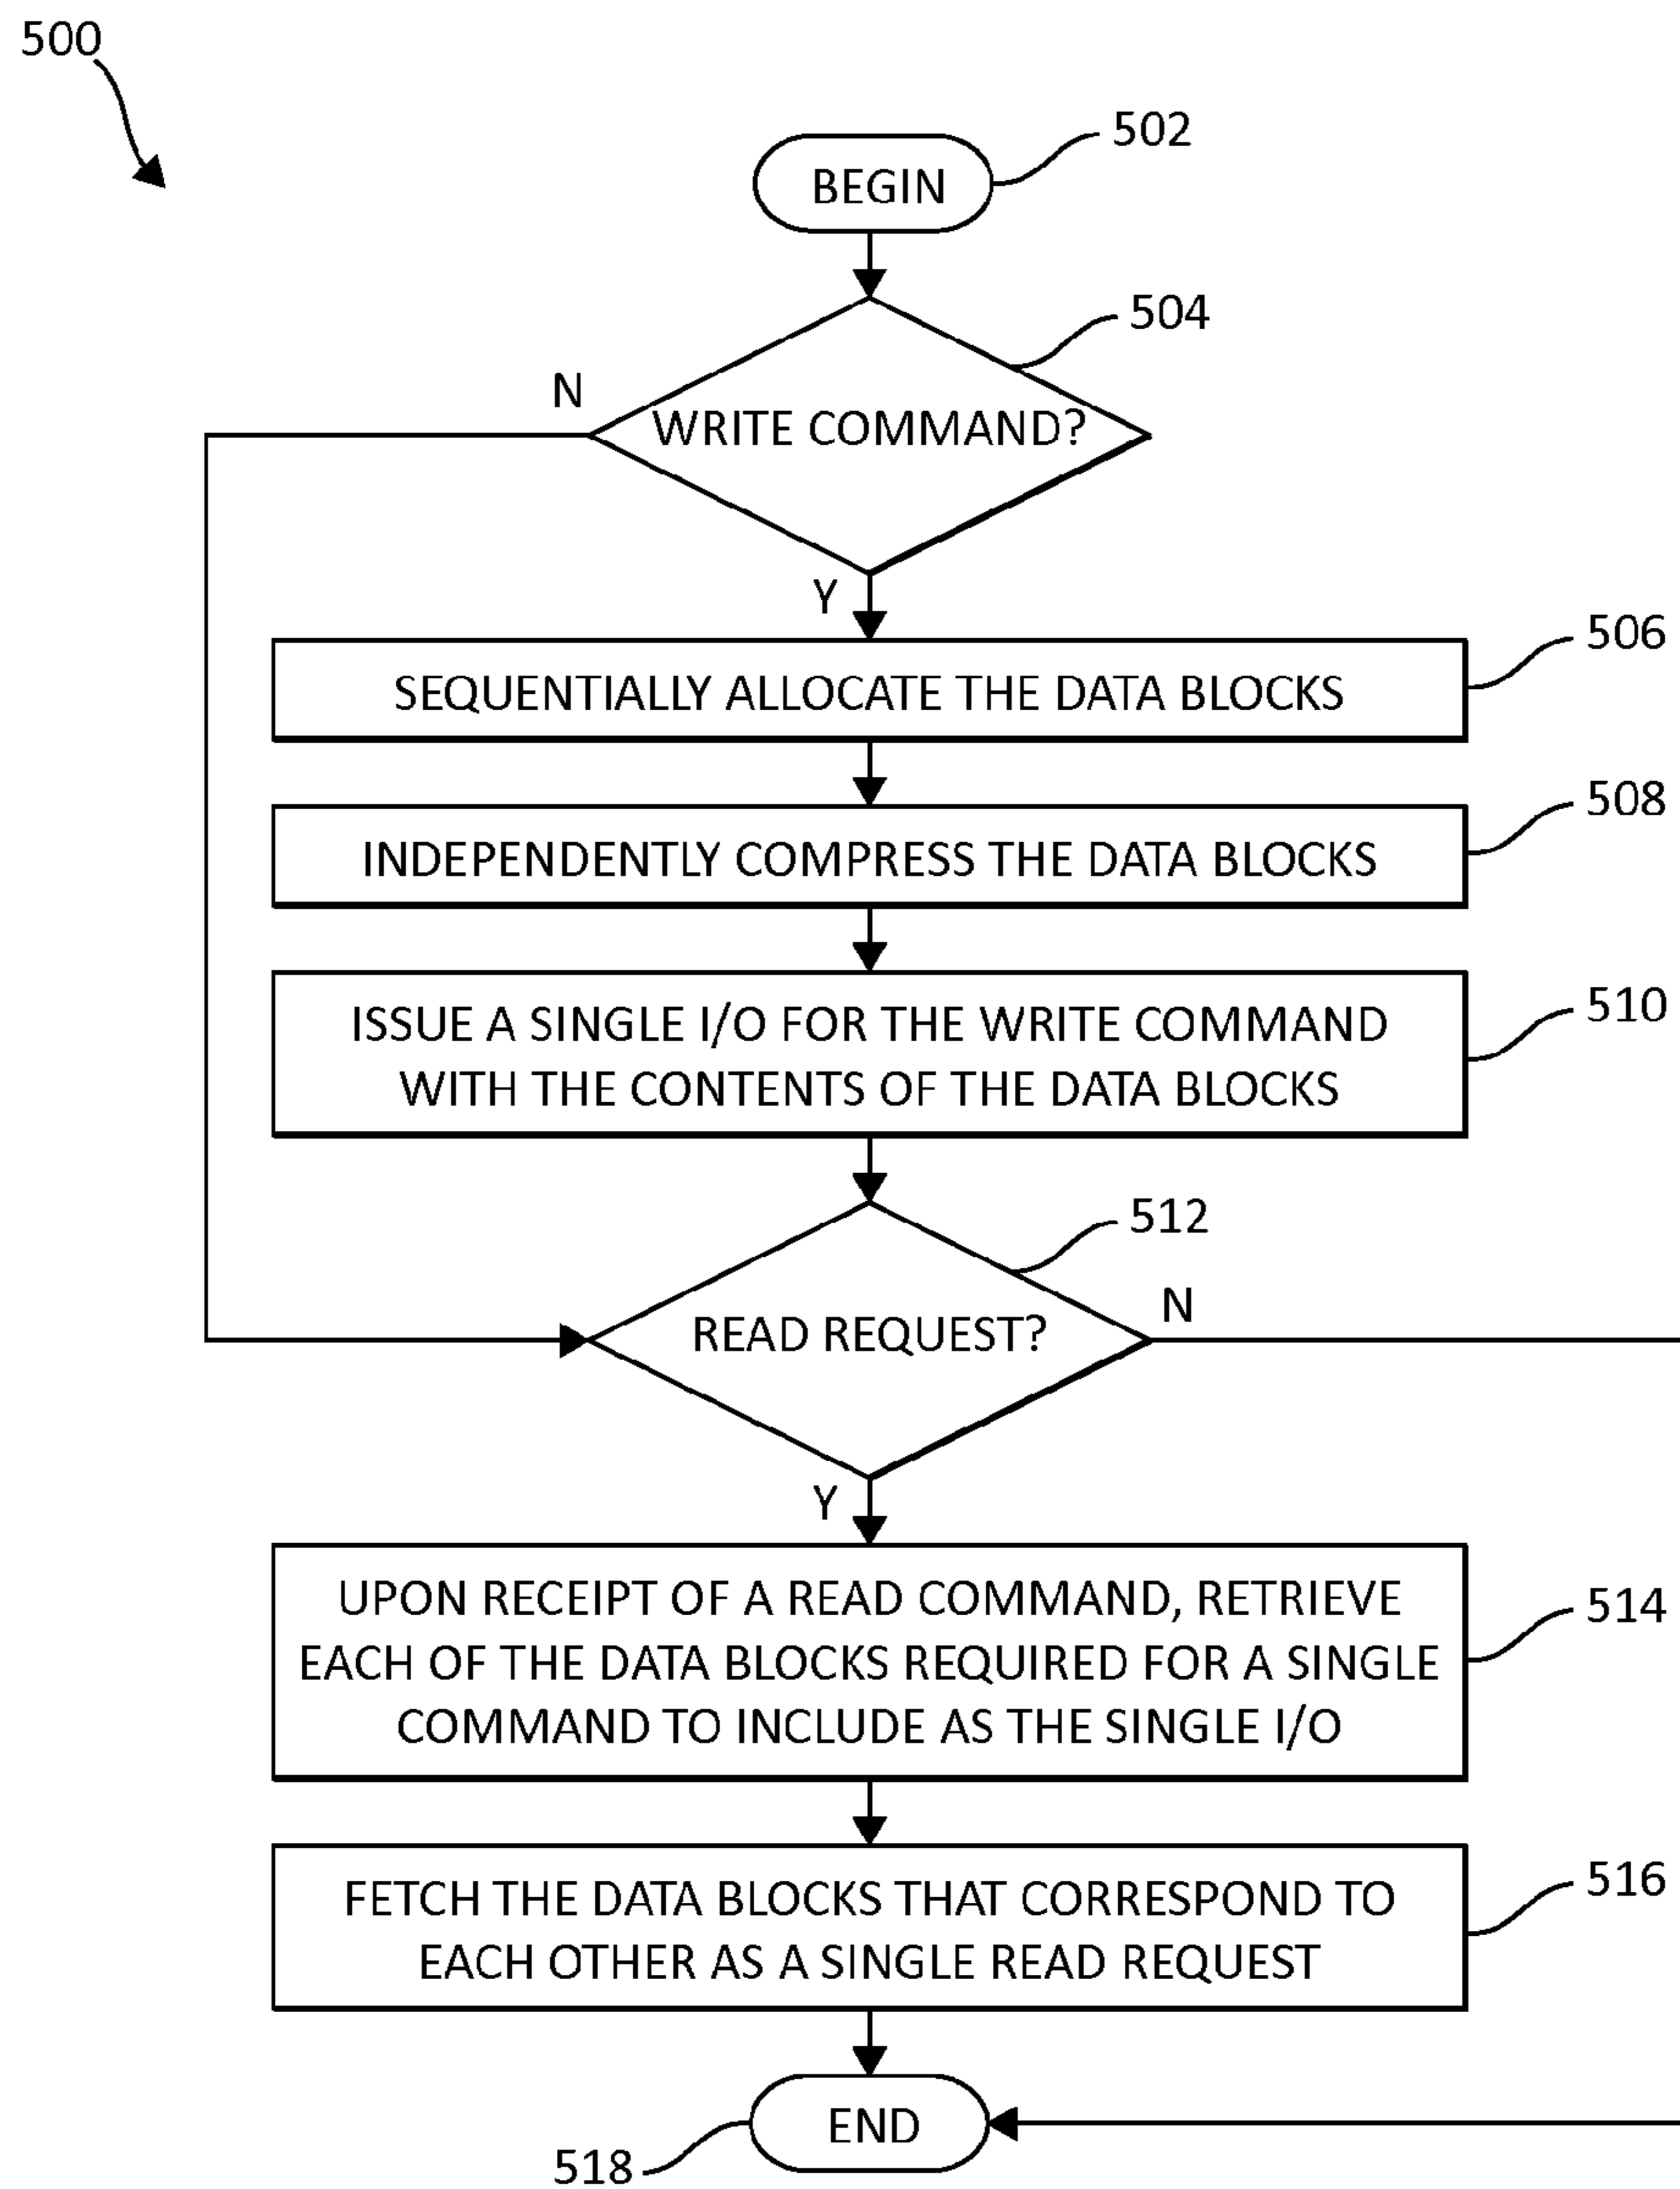 500
BEGIN
502
WRITE COMMAND?
504
N
Y
SEQUENTIALLY ALLOCATE THE DATA BLOCKS
506
INDEPENDENTLY COMPRESS THE DATA BLOCKS
508
ISSUE A SINGLE I/O FOR THE WRITE COMMAND
WITH THE CONTENTS OF THE DATA BLOCKS
510
READ REQUEST?
512
N
Y
UPON RECEIPT OF A READ COMMAND, RETRIEVE
EACH OF THE DATA BLOCKS REQUIRED FOR A SINGLE
COMMAND TO INCLUDE AS THE SINGLE I/O
514
FETCH THE DATA BLOCKS THAT CORRESPOND TO
EACH OTHER AS A SINGLE READ REQUEST
516
END
518